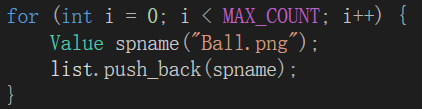 for (int i = 0; i < MAX_COUNT; i++) {
    Value spname("Ball.png");
    list.push_back(spname);
}